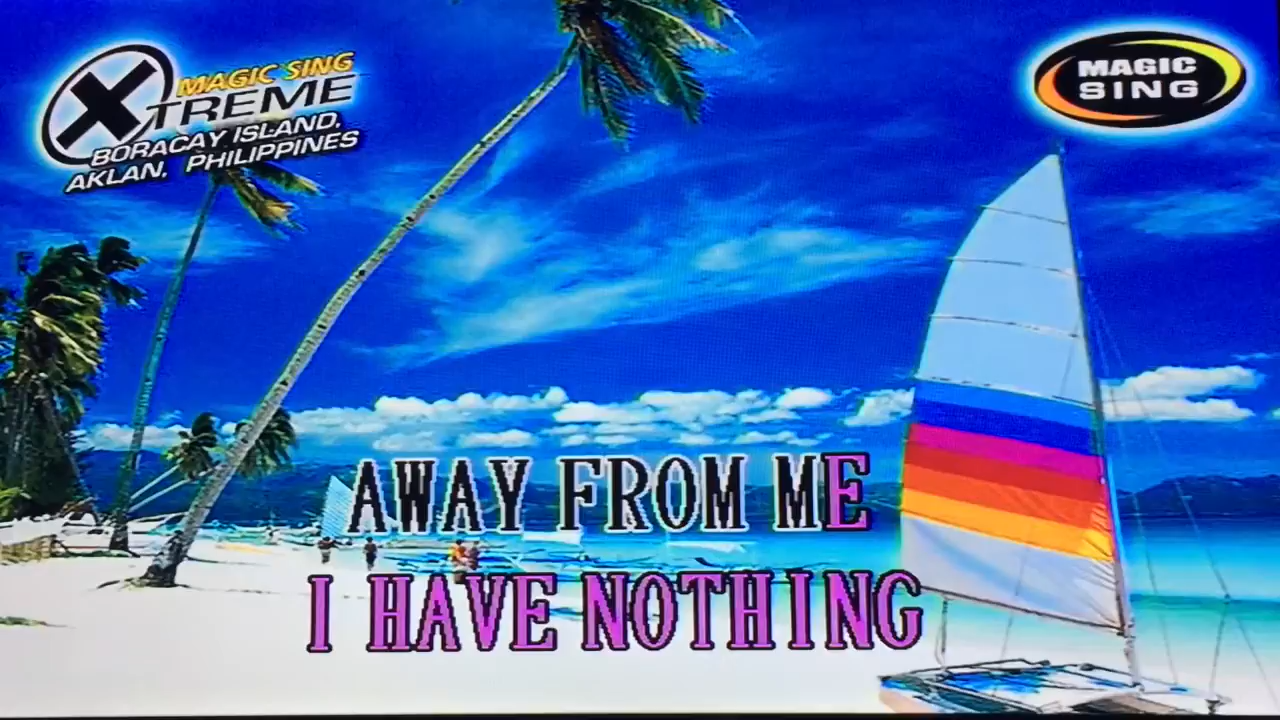 MAGIC SING
XTREME
BORACAY ISLAND,
AKLAN, PHILIPPINES
MAGIC
SING
AWAY FROM ME
I HAVE NOTHING